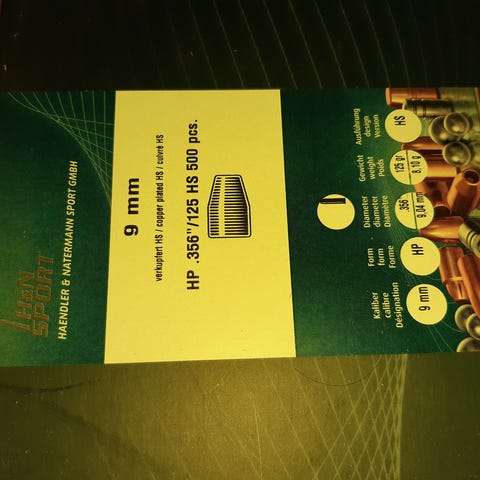 H&N
SPORT
HAENDLER & NATERMANN SPORT GMBH
9 mm
verkupfert HS / copper plated HS / cuivré HS
HP .356"/125 HS 500 pcs.
Kaliber
calibre
Désignation
9 mm
Form
form
Forme
HP
Diameter
diameter
Diamètre
.356
9,04 mm
Gewicht
weight
Poids
125 gr
8,10 g
Ausführung
design
Version
HS